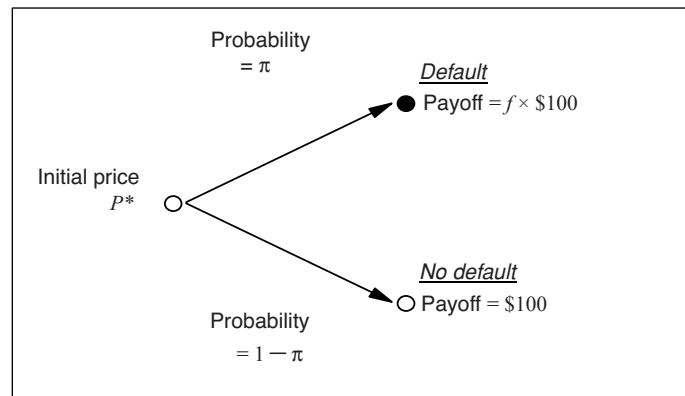 Probability
= π
Default
Payoff = f × $100
Initial price
P*
No default
Payoff = $100
Probability
= 1 − π